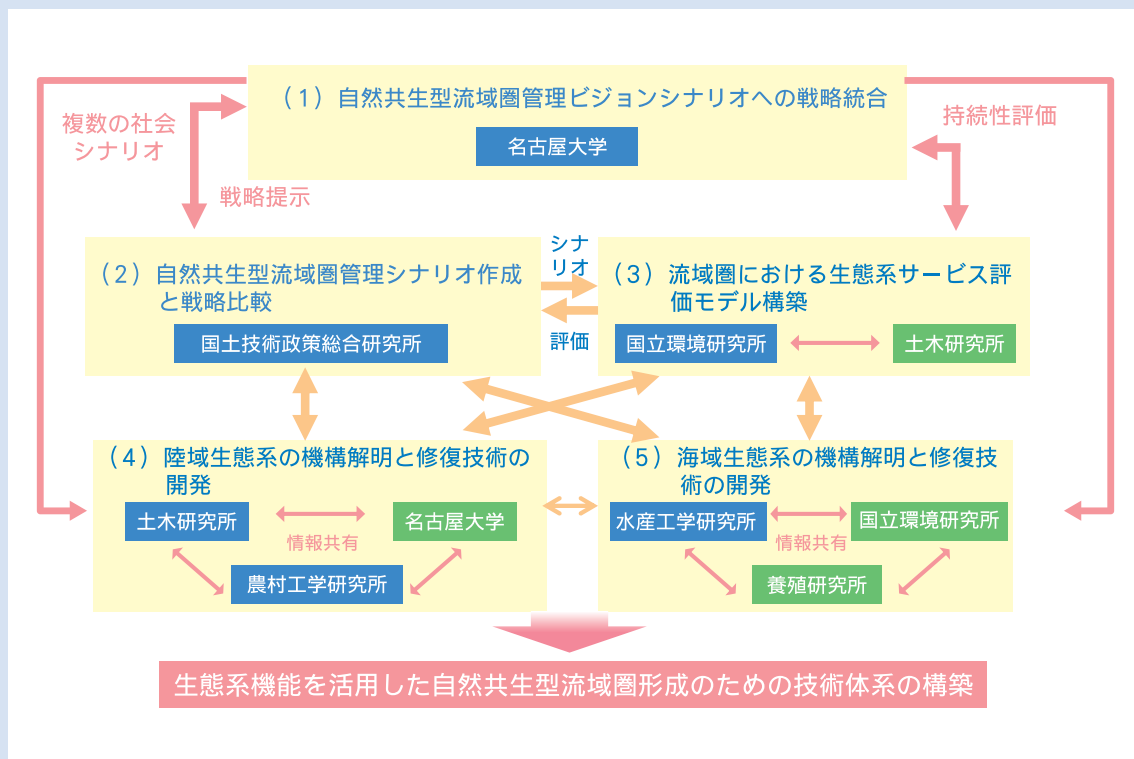 （1）自然共生型流域圏管理ビジョンシナリオへの戦略統合
名古屋大学
複数の社会
シナリオ
戦略提示
持続性評価
（2）自然共生型流域圏管理シナリオ作成
と戦略比較
国土技術政策総合研究所
シナ
リオ
評価
（3）流域圏における生態系サービス評
価モデル構築
国立環境研究所
土木研究所
（4）陸域生態系の機構解明と修復技術の
開発
土木研究所
名古屋大学
情報共有
農村工学研究所
（5）海域生態系の機構解明と修復技
術の開発
水産工学研究所
国立環境研究所
情報共有
養殖研究所
生態系機能を活用した自然共生型流域圏形成のための技術体系の構築